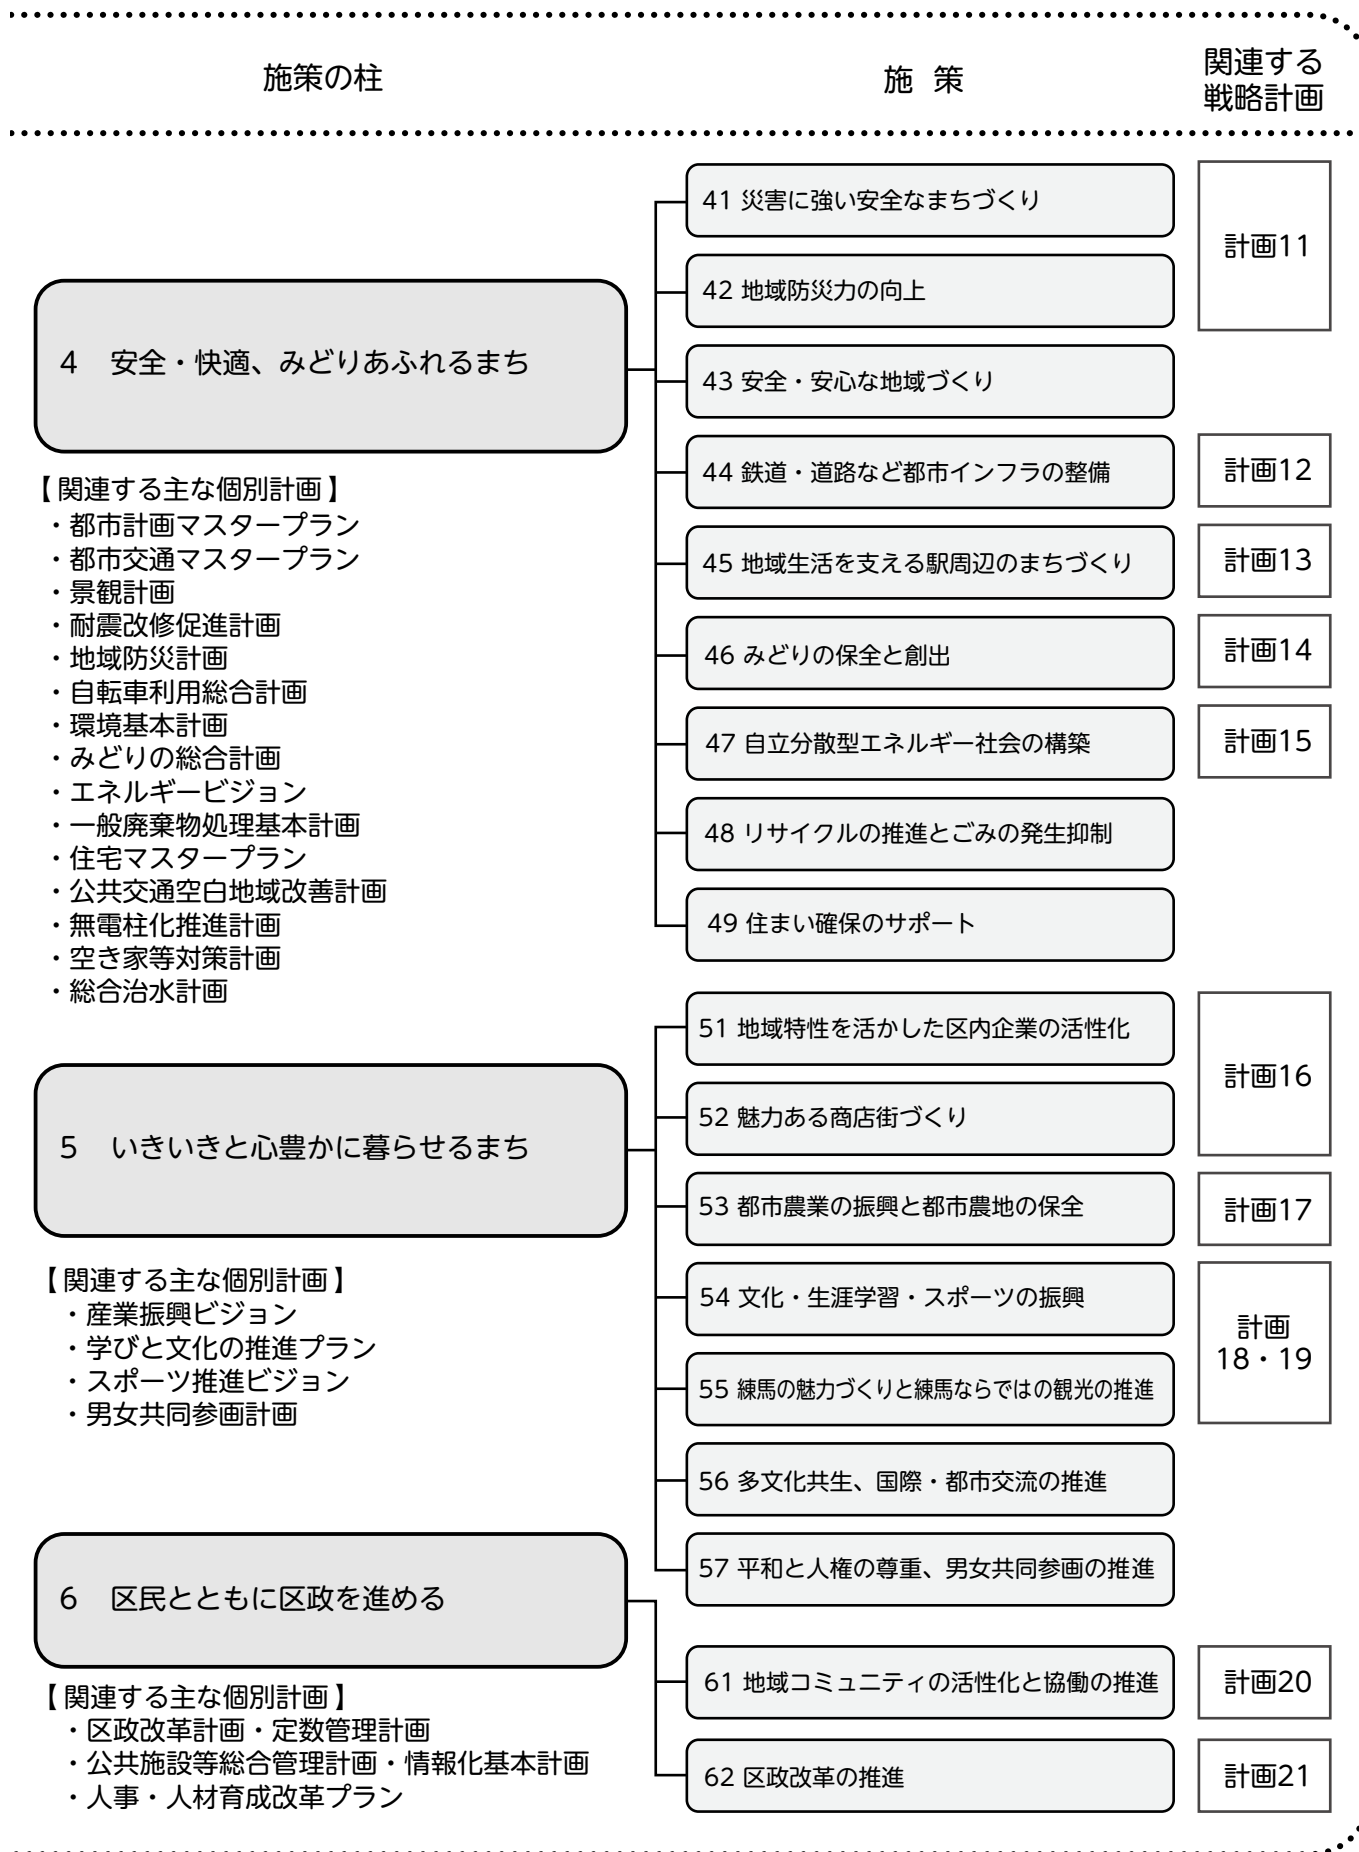 施策の柱
施 策
関連する
戦略計画
4 安全・快適、みどりあふれるまち
【関連する主な個別計画】
・都市計画マスタープラン
・都市交通マスタープラン
・景観計画
・耐震改修促進計画
・地域防災計画
・自転車利用総合計画
・環境基本計画
・みどりの総合計画
・エネルギービジョン
・一般廃棄物処理基本計画
・住宅マスタープラン
・公共交通空白地域改善計画
・無電柱化推進計画
・空き家等対策計画
・総合治水計画
41 災害に強い安全なまちづくり
42 地域防災力の向上
計画11
43 安全・安心な地域づくり
44 鉄道・道路など都市インフラの整備
計画12
45 地域生活を支える駅周辺のまちづくり
計画13
46 みどりの保全と創出
計画14
47 自立分散型エネルギー社会の構築
計画15
48 リサイクルの推進とごみの発生抑制
49 住まい確保のサポート
5 いきいきと心豊かに暮らせるまち
【関連する主な個別計画】
・産業振興ビジョン
・学びと文化の推進プラン
・スポーツ推進ビジョン
・男女共同参画計画
51 地域特性を活かした区内企業の活性化
52 魅力ある商店街づくり
計画16
53 都市農業の振興と都市農地の保全
計画17
54 文化・生涯学習・スポーツの振興
55 練馬の魅力づくりと練馬ならではの観光の推進
計画
18・19
56 多文化共生、国際・都市交流の推進
57 平和と人権の尊重、男女共同参画の推進
6 区民とともに区政を進める
【関連する主な個別計画】
・区政改革計画・定数管理計画
・公共施設等総合管理計画・情報化基本計画
・人事・人材育成改革プラン
61 地域コミュニティの活性化と協働の推進
計画20
62 区政改革の推進
計画21